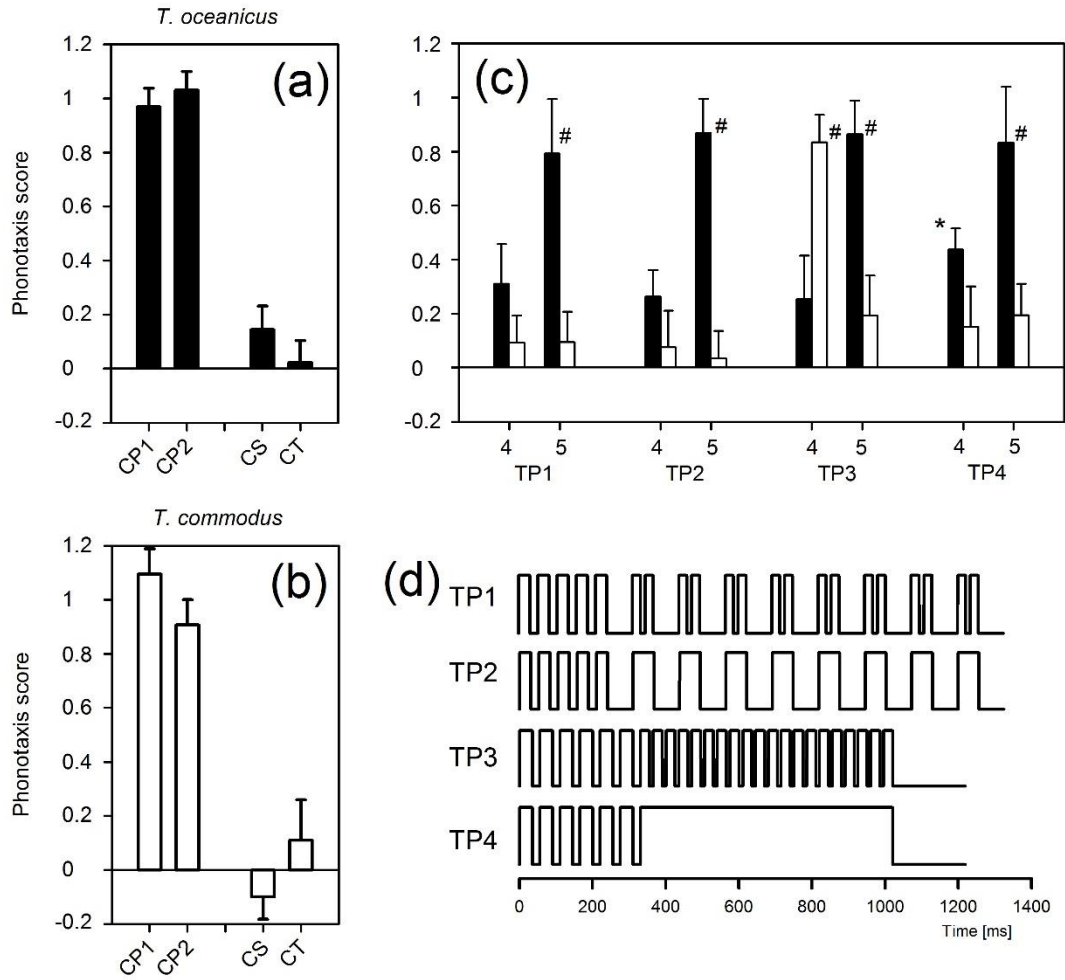 T. oceanicus
(a)
Phonotaxis score
1.2
1
0.8
0.6
0.4
0.2
0
-0.2
CP1 CP2 CS CT
(c)
1.2
1
0.8
0.6
0.4
0.2
0
-0.2
# # # # * #
4 5 4 5 4 5 4 5
TP1 TP2 TP3 TP4
T. commodus
(b)
Phonotaxis score
1.2
1
0.8
0.6
0.4
0.2
0
-0.2
CP1 CP2 CS CT
(d)
TP1
TP2
TP3
TP4
0 200 400 600 800 1000 1200 1400
Time [ms]